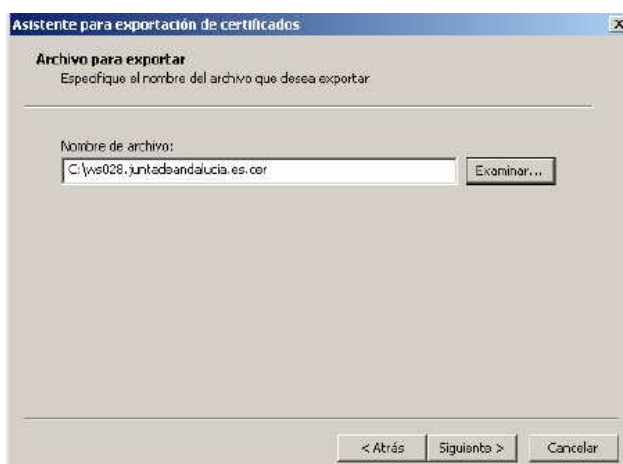 Asistente para exportación de certificados
Archivo para exportar
Especifique el nombre del archivo que desea exportar
Nombre de archivo:
C:\ws028.juntadeandalucia.es.cer
Examinar...
< Atrás
Siguiente >
Cancelar